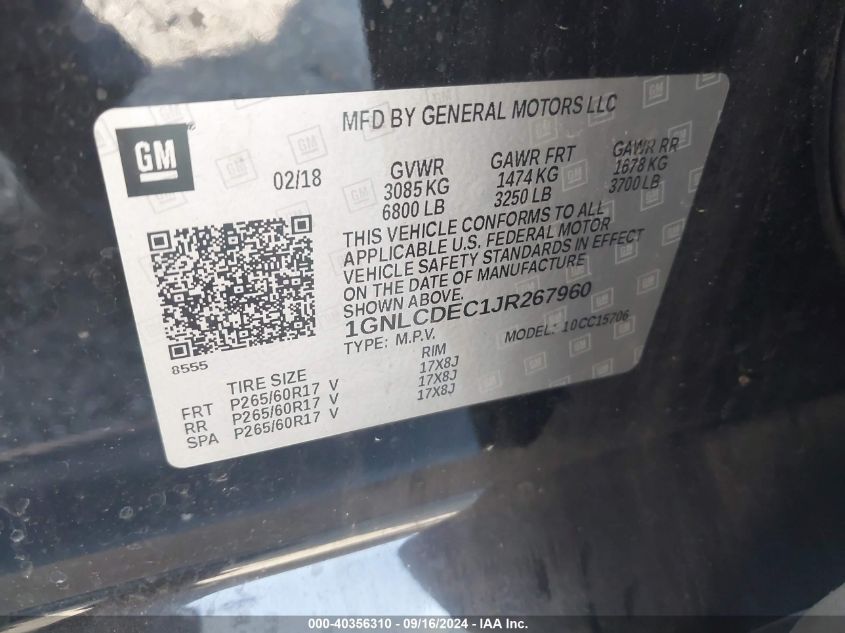 MFD BY GENERAL MOTORS LLC
GM
®
02/18
GVWR GAWR FRT GAWR RR
3085 KG 1474 KG 1678 KG
6800 LB 3250 LB 3700 LB
THIS VEHICLE CONFORMS TO ALL
APPLICABLE U.S. FEDERAL MOTOR
VEHICLE SAFETY STANDARDS IN EFFECT
ON THE DATE OF MANUFACTURE
SHOWN ABOVE.
1GNLCDEC1JR267960
TYPE: M.P.V. MODEL: 10CC15706
8555
TIRE SIZE RIM
FRT P265/60R17 V 17X8J
RR P265/60R17 V 17X8J
SPA P265/60R17 V 17X8J
000-40356310 - 09/16/2024 - IAA Inc.